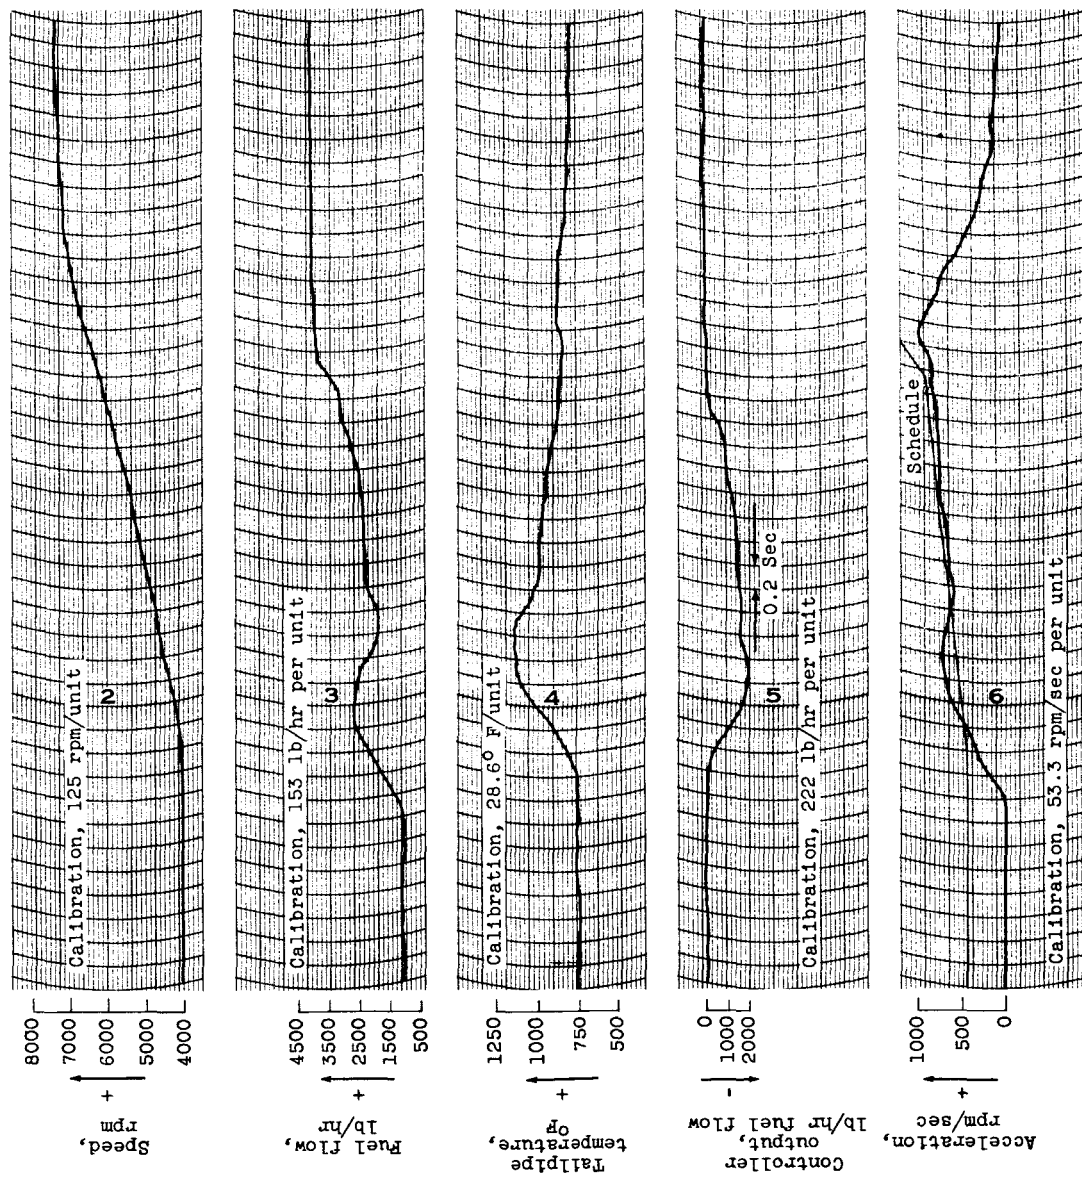 8000
7000
6000
5000
4000
Speed,
rpm
+
Calibration, 125 rpm/unit
2
4500
3500
2500
1500
500
Fuel flow,
lb/hr
+
Calibration, 153 lb/hr per unit
3
1250
1000
750
500
Tailpipe
temperature,
°F
+
Calibration, 28.6° F/unit
4
0
1000
2000
Controller
output,
lb/hr fuel flow
-
Calibration, 222 lb/hr per unit
5
0.2 Sec
1000
500
0
Acceleration,
rpm/sec
+
Calibration, 53.3 rpm/sec per unit
6
Schedule